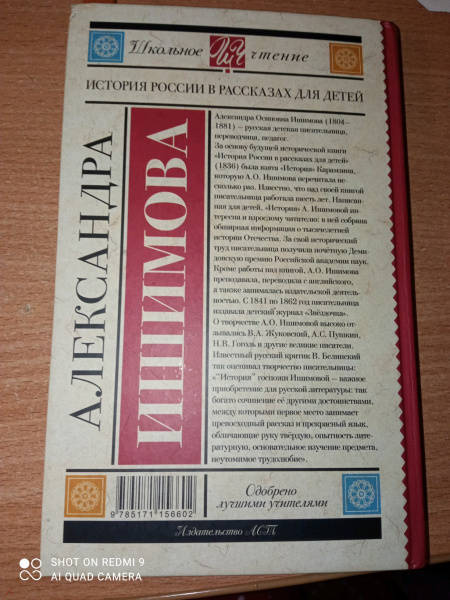 Школьное ШЧ чтение
ИСТОРИЯ РОССИИ В РАССКАЗАХ ДЛЯ ДЕТЕЙ
АЛЕКСАНДРА
ИШИМОВА
Александра Осиповна Ишимова (1804–
1881) – русская детская писательница,
переводчица, педагог.
За основу будущей исторической книги
«История России в рассказах для детей»
(1836) была взята «История» Карамзина,
которую А.О. Ишимова перечитала не
сколько раз. Известно, что над своей книгой
писательница работала шесть лет. Написан-
ная для детей, «История» А. Ишимовой ин-
тересна и взрослому читателю: в ней собрана
обширная информация о тысячелетней
истории Отечества. За свой исторический
труд писательница получила почётную Деми-
довскую премию Российской академии наук.
Кроме работы над книгой, А.О. Ишимова
преподавала, переводила с английского,
а также занималась издательской деятель-
ностью. С 1841 по 1862 год писательница
издавала детский журнал «Звёздочка».
О творчестве А.О. Ишимовой высоко от-
зывались В.А. Жуковский, А.С. Пушкин,
Н.В. Гоголь и другие великие писатели.
Известный русский критик В. Белинский
так оценивал творчество писательницы:
«"История" госпожи Ишимовой – важное
приобретение для русской литературы: так
богато сочинение её другими достоинствами,
между которыми первое место занимает
превосходный рассказ и прекрасный язык,
обличающие руку твёрдую, опытность лите-
ратурную, основательное изучение предмета,
неутомимое трудолюбие».
9 785171 156602
Одобрено
лучшими учителями
Издательство АСТ
SHOT ON REDMI 9
AI QUAD CAMERA